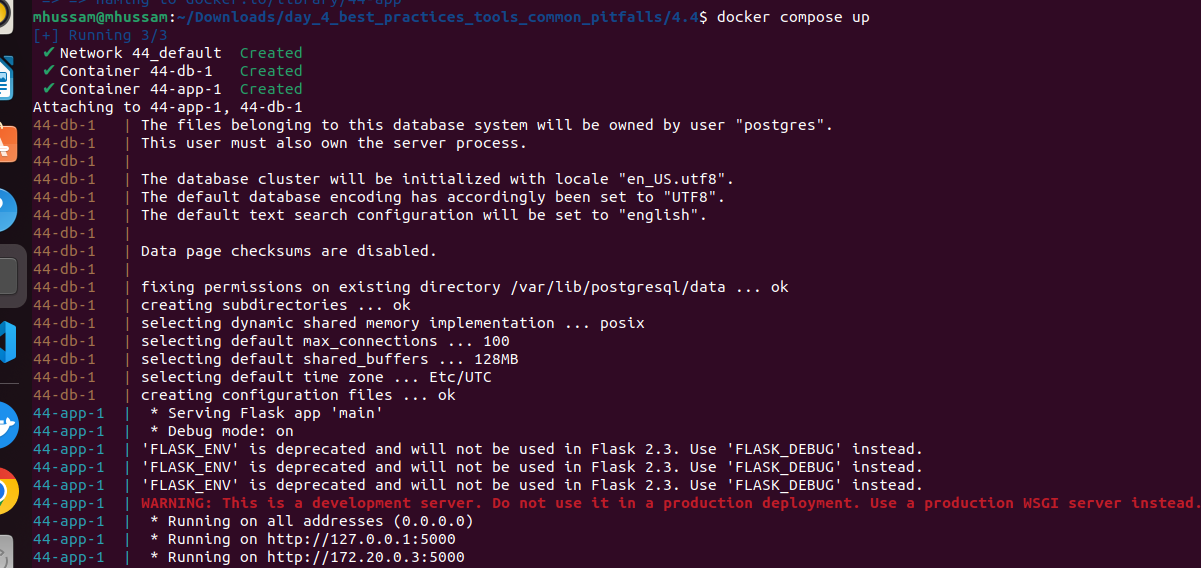 => => naming to docker.io/library/44-app
mhussam@mhussam:~/Downloads/day_4_best_practices_tools_common_pitfalls/4.4$ docker compose up
[+] Running 3/3
✔ Network 44_default  Created
✔ Container 44-db-1   Created
✔ Container 44-app-1  Created
Attaching to 44-app-1, 44-db-1
44-db-1   | The files belonging to this database system will be owned by user "postgres".
44-db-1   | This user must also own the server process.
44-db-1   |
44-db-1   | The database cluster will be initialized with locale "en_US.utf8".
44-db-1   | The default database encoding has accordingly been set to "UTF8".
44-db-1   | The default text search configuration will be set to "english".
44-db-1   |
44-db-1   | Data page checksums are disabled.
44-db-1   |
44-db-1   | fixing permissions on existing directory /var/lib/postgresql/data ... ok
44-db-1   | creating subdirectories ... ok
44-db-1   | selecting dynamic shared memory implementation ... posix
44-db-1   | selecting default max_connections ... 100
44-db-1   | selecting default shared_buffers ... 128MB
44-db-1   | selecting default time zone ... Etc/UTC
44-db-1   | creating configuration files ... ok
44-app-1  |  * Serving Flask app 'main'
44-app-1  |  * Debug mode: on
44-app-1  | 'FLASK_ENV' is deprecated and will not be used in Flask 2.3. Use 'FLASK_DEBUG' instead.
44-app-1  | 'FLASK_ENV' is deprecated and will not be used in Flask 2.3. Use 'FLASK_DEBUG' instead.
44-app-1  | 'FLASK_ENV' is deprecated and will not be used in Flask 2.3. Use 'FLASK_DEBUG' instead.
44-app-1  | WARNING: This is a development server. Do not use it in a production deployment. Use a production WSGI server instead.
44-app-1  |  * Running on all addresses (0.0.0.0)
44-app-1  |  * Running on http://127.0.0.1:5000
44-app-1  |  * Running on http://172.20.0.3:5000